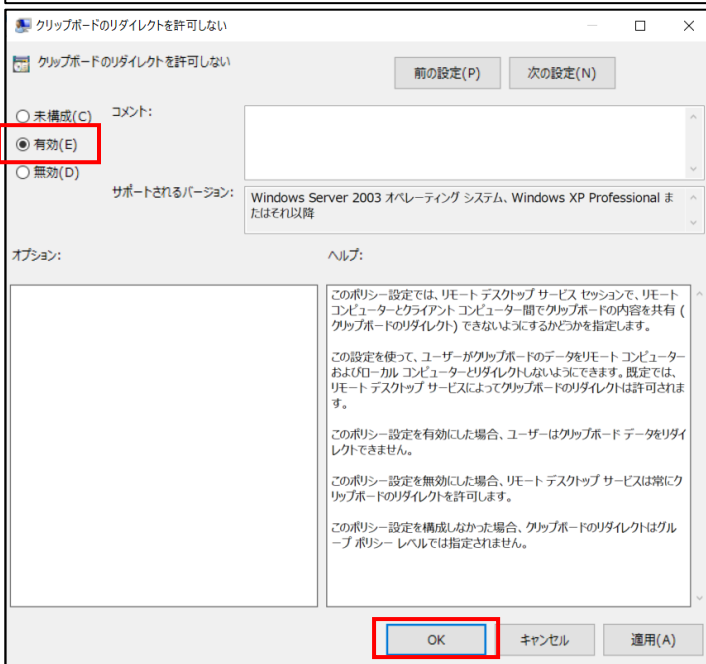 クリップボードのリダイレクトを許可しない
クリップボードのリダイレクトを許可しない
前の設定(P)
次の設定(N)
未構成(C)
コメント:
有効(E)
無効(D)
サポートされるバージョン:
Windows Server 2003 オペレーティング システム、Windows XP Professional ま
たはそれ以降
オプション:
ヘルプ:
このポリシー設定では、リモート デスクトップ サービス セッションで、リモート
コンピューターとクライアント コンピューター間でクリップボードの内容を共有 (
クリップボードのリダイレクト) できないようにするかどうかを指定します。
この設定を使って、ユーザーがクリップボードのデータをリモート コンピューター
およびローカル コンピューターとリダイレクトしないようにできます。既定では、
リモート デスクトップ サービスによってクリップボードのリダイレクトは許可されま
す。
このポリシー設定を有効にした場合、ユーザーはクリップボード データをリダイ
レクトできません。
このポリシー設定を無効にした場合、リモート デスクトップ サービスは常にク
リップボードのリダイレクトを許可します。
このポリシー設定を構成しなかった場合、クリップボードのリダイレクトはグル
ープ ポリシー レベルでは指定されません。
OK
キャンセル
適用(A)